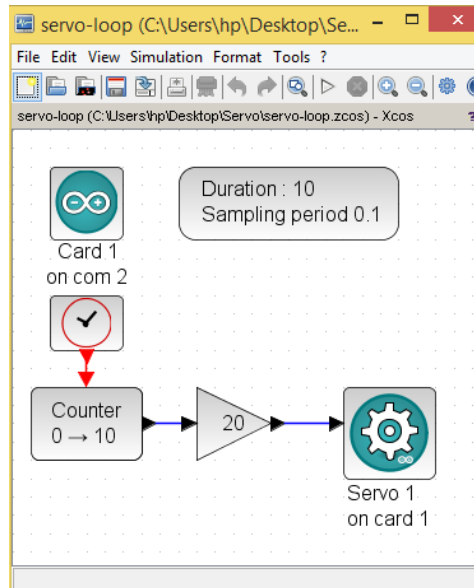 servo-loop (C:\Users\hp\Desktop\Se...
File Edit View Simulation Format Tools ?
servo-loop (C:\Users\hp\Desktop\Servo\servo-loop.zcos) - Xcos
Duration : 10
Sampling period 0.1
Card 1
on com 2
Counter
0 → 10
20
Servo 1
on card 1